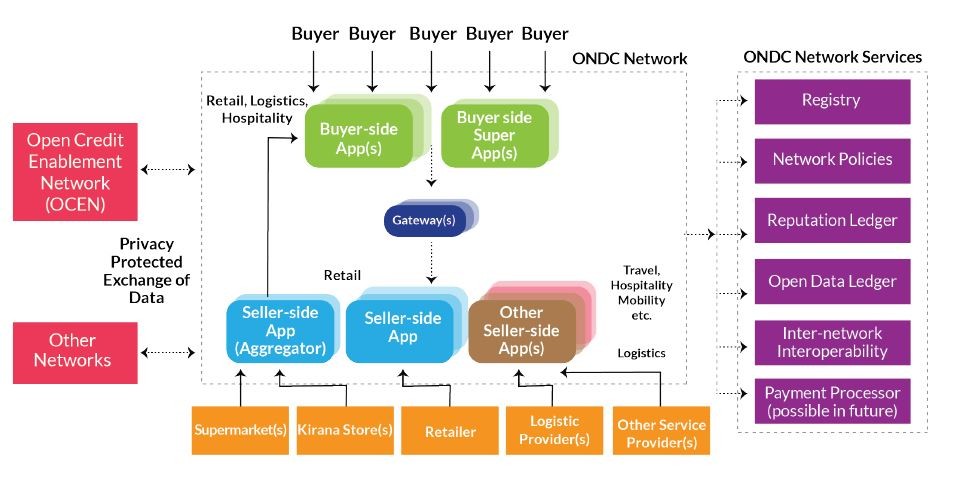 Buyer Buyer Buyer Buyer Buyer
ONDC Network
ONDC Network Services
Retail, Logistics,
Hospitality
Buyer-side
App(s)
Buyer side
Super
App(s)
Open Credit
Enablement
Network
(OCEN)
Gateway(s)
Privacy
Protected
Exchange of
Data
Retail
Travel,
Hospitality
Mobility
etc.
Seller-side
App
(Aggregator)
Seller-side
App
Other
Seller-side
App(s)
Logistics
Other
Networks
Supermarket(s)
Kirana Store(s)
Retailer
Logistic
Provider(s)
Other Service
Provider(s)
Registry
Network Policies
Reputation Ledger
Open Data Ledger
Inter-network
Interoperability
Payment Processor
(possible in future)